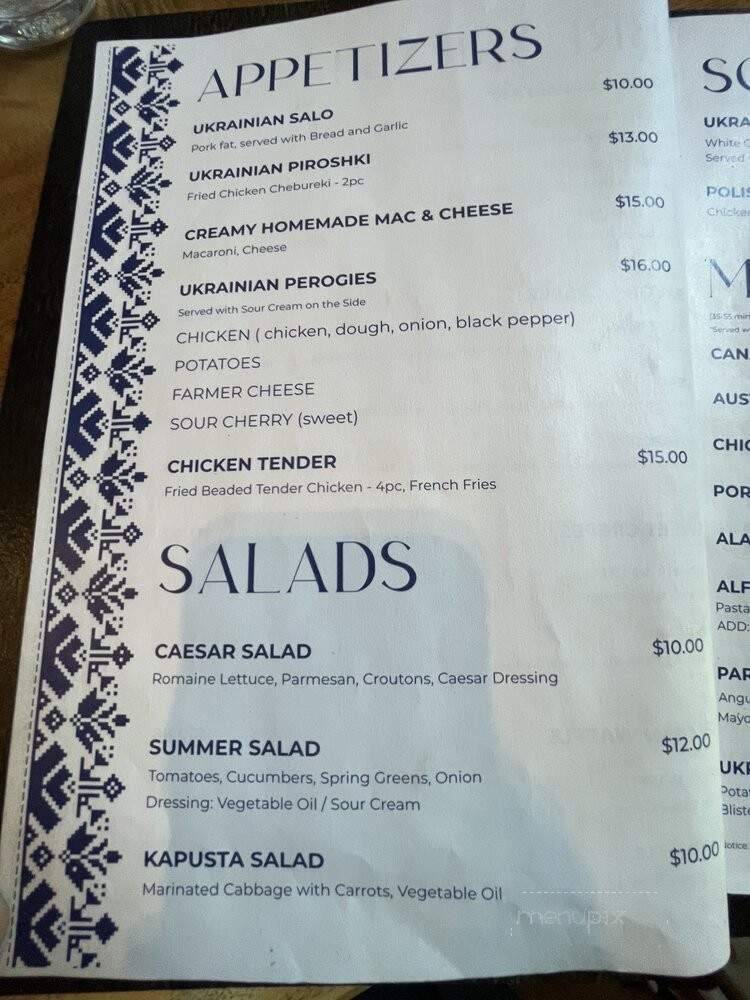 APPETIZERS
UKRAINIAN SALO $10.00
Pork fat, served with Bread and Garlic
UKRAINIAN PIROSHKI $13.00
Fried Chicken Chebureki - 2pc
CREAMY HOMEMADE MAC & CHEESE $15.00
Macaroni, Cheese
UKRAINIAN PEROGIES $16.00
Served with Sour Cream on the Side
CHICKEN ( chicken, dough, onion, black pepper)
POTATOES
FARMER CHEESE
SOUR CHERRY (sweet)
CHICKEN TENDER $15.00
Fried Beaded Tender Chicken - 4pc, French Fries
SALADS
CAESAR SALAD $10.00
Romaine Lettuce, Parmesan, Croutons, Caesar Dressing
SUMMER SALAD $12.00
Tomatoes, Cucumbers, Spring Greens, Onion
Dressing: Vegetable Oil / Sour Cream
KAPUSTA SALAD $10.00
Marinated Cabbage with Carrots, Vegetable Oil
menupix
White
Served
Pasta
ADD: